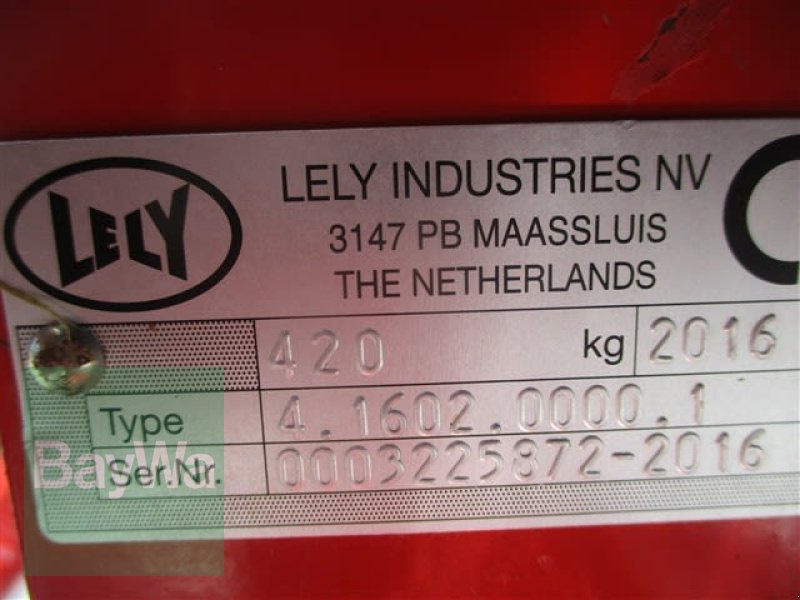 LELY
LELY INDUSTRIES NV
3147 PB MAASSLUIS
THE NETHERLANDS
420 kg 2016
Type 4.1602.0000.1
Ser.Nr. 0003225872-2016
BayWa